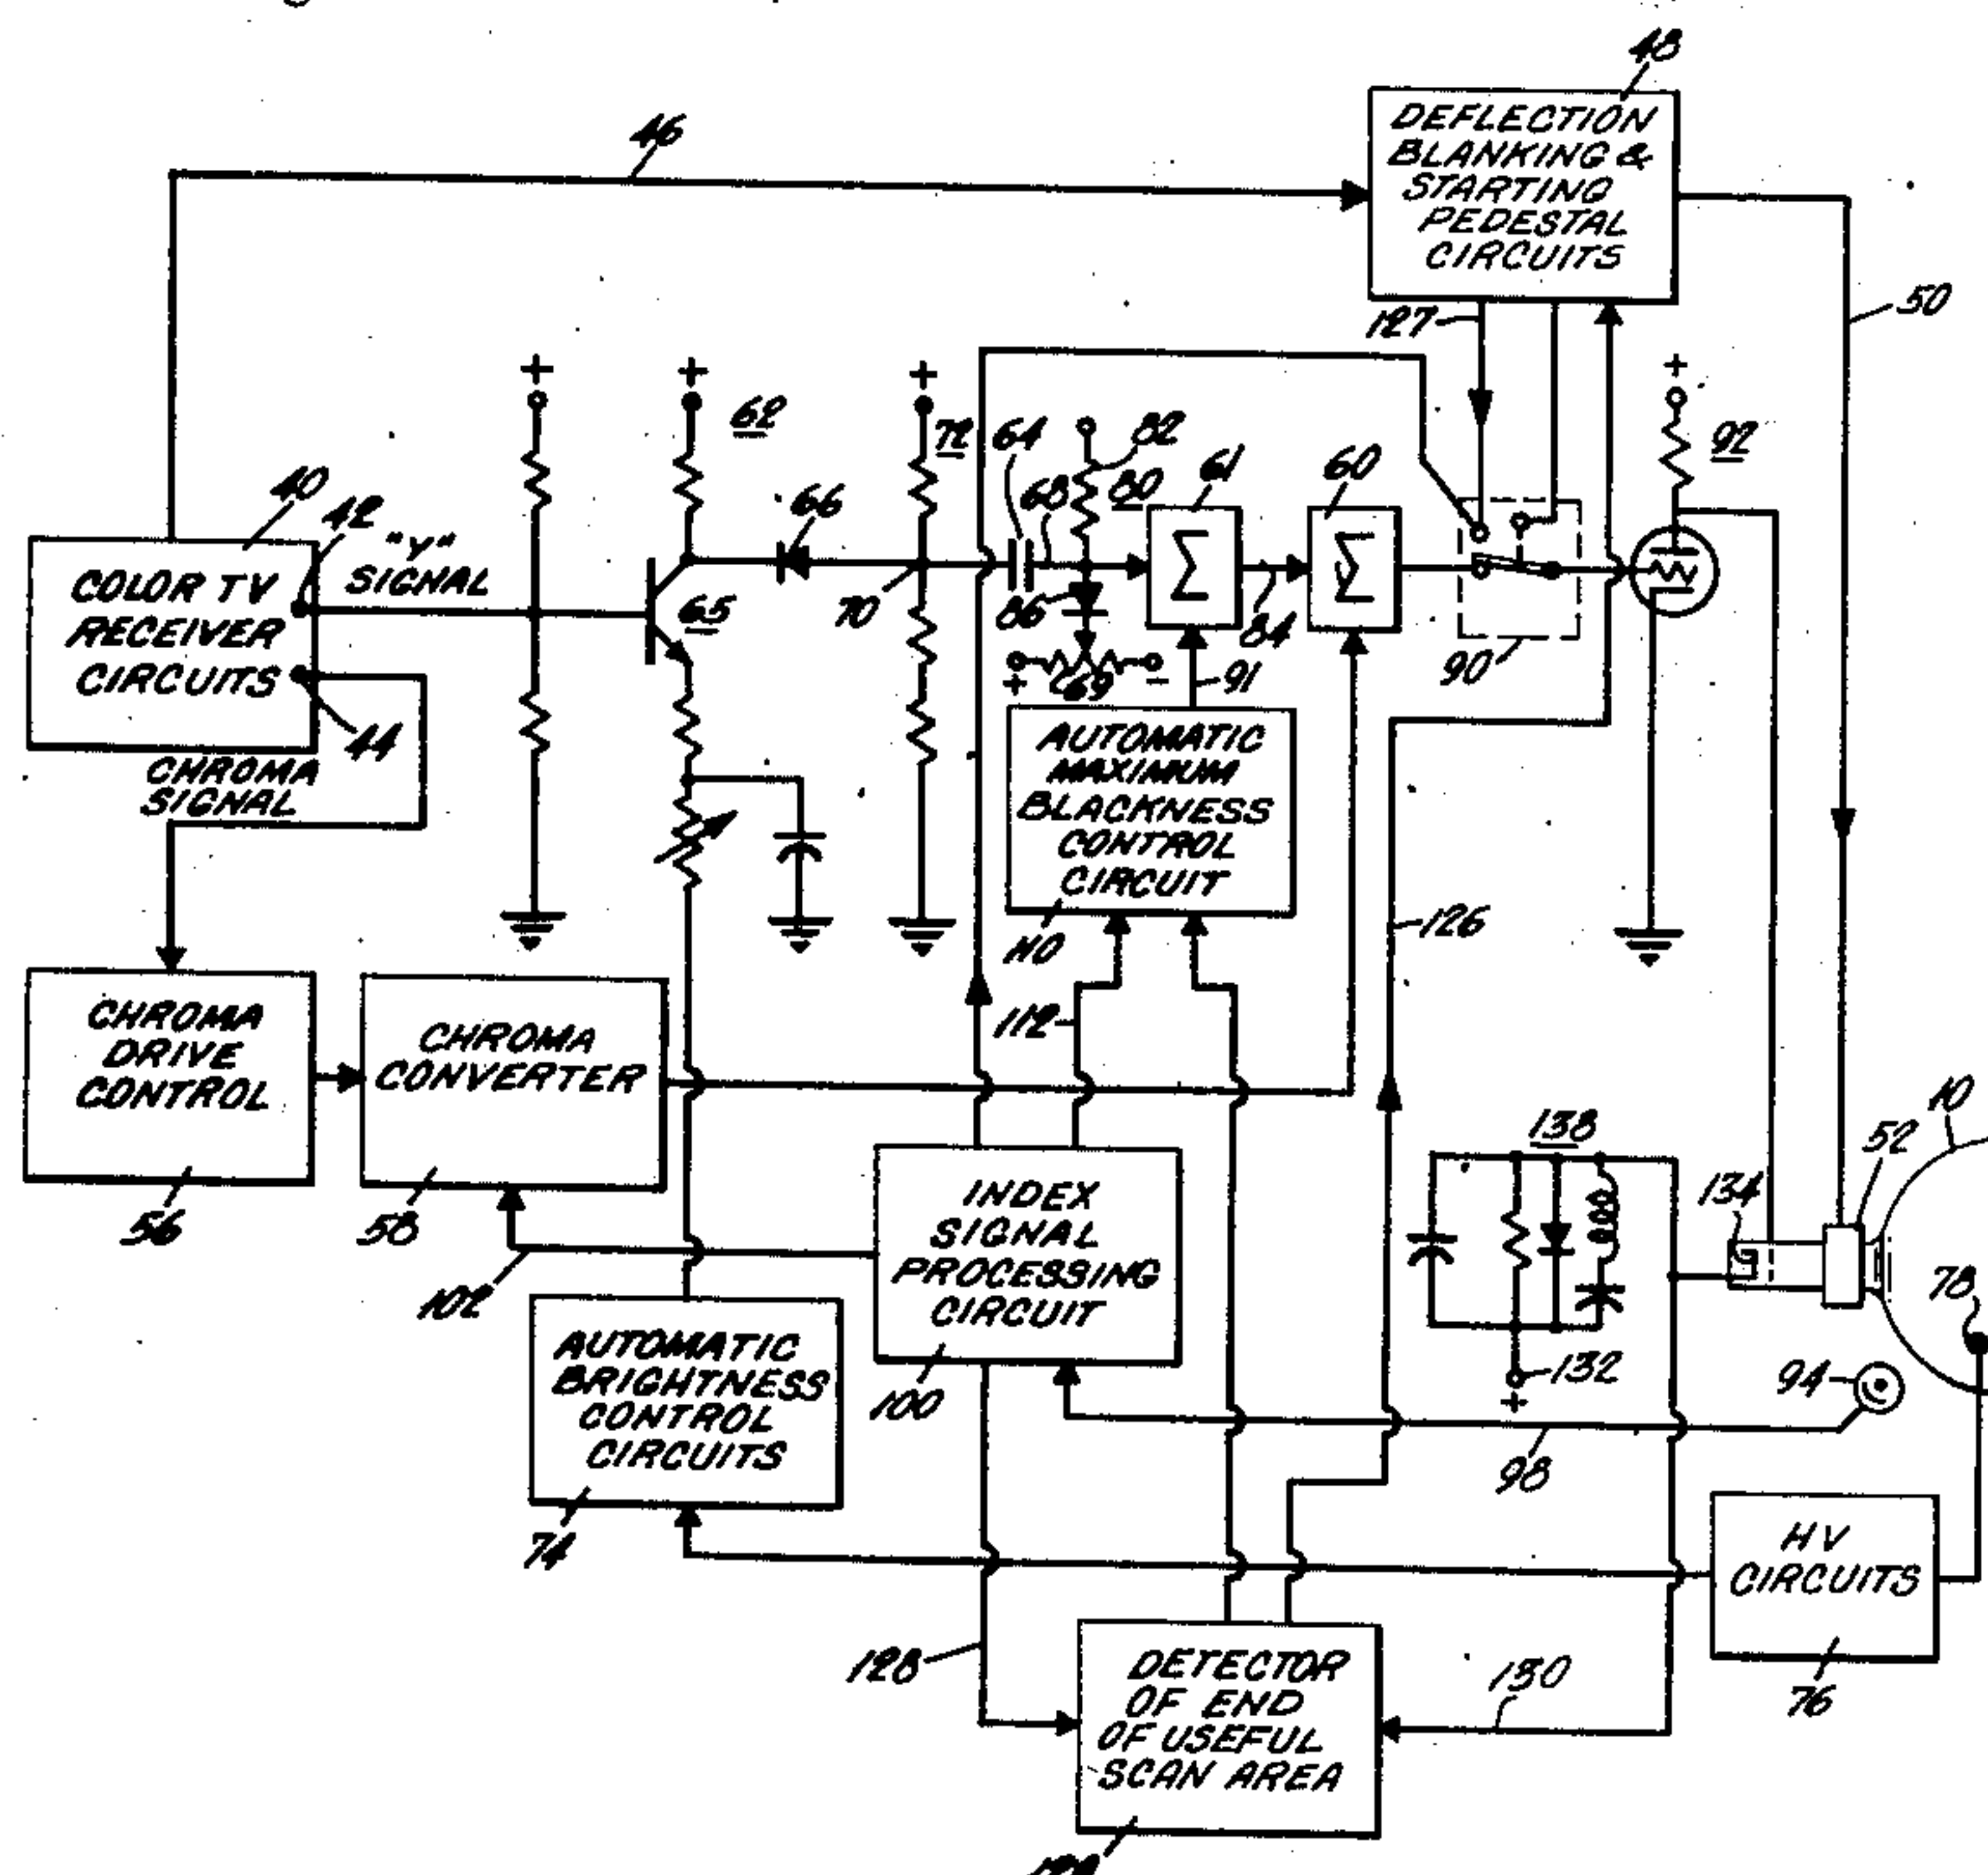 48
DEFLECTION
BLANKING &
STARTING
PEDESTAL
CIRCUITS
46
50
127
+
+
+
+
62
72
64
82
61
60
92
40
42
66
68
80
"Y"
SIGNAL
COLOR TV
RECEIVER
CIRCUITS
Σ
Σ
65
70
86
84
90
+
69
-
91
44
CHROMA
SIGNAL
AUTOMATIC
MAXIMUM
BLACKNESS
CONTROL
CIRCUIT
126
110
CHROMA
DRIVE
CONTROL
CHROMA
CONVERTER
112
10
138
52
134
56
58
INDEX
SIGNAL
PROCESSING
CIRCUIT
78
102
AUTOMATIC
BRIGHTNESS
CONTROL
CIRCUITS
100
132
+
94
98
74
HV
CIRCUITS
128
DETECTOR
OF END
OF USEFUL
SCAN AREA
130
76